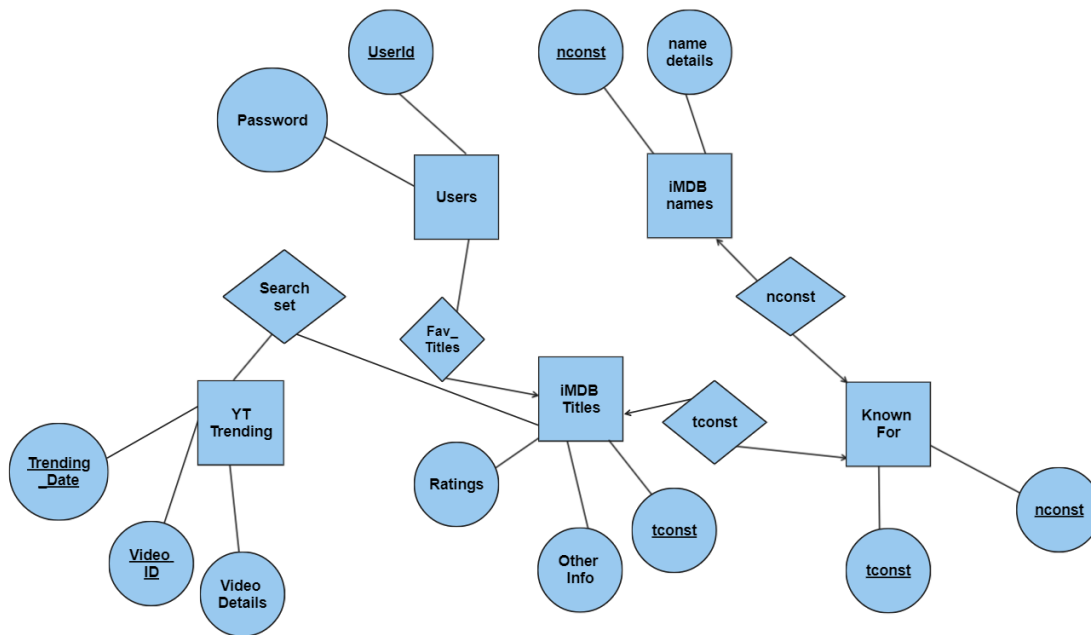 UserId
nconst
name
details
Password
Users
iMDB
names
Search
set
nconst
Fav_
Titles
YT
Trending
iMDB
Titles
tconst
Known
For
Trending
_Date
Ratings
nconst
Video_
ID
Video
Details
Other
Info
tconst
tconst